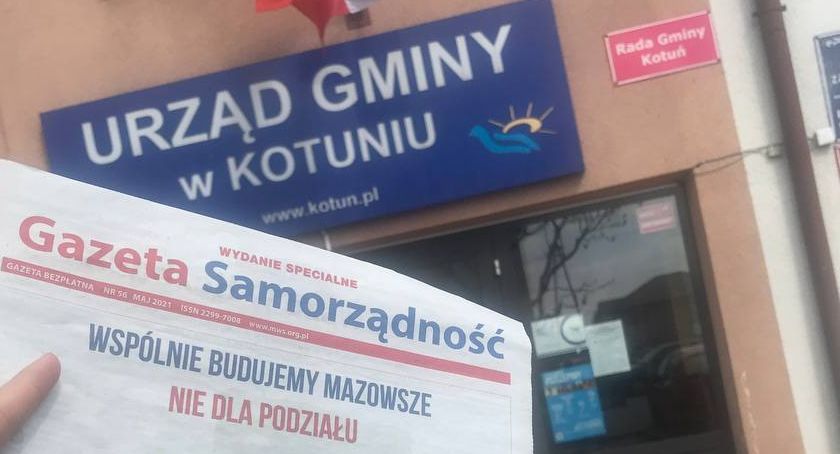 URZĄD GMINY
w KOTUNIU
www.kotun.pl
Rada Gminy
Kotuń
WYDANIE SPECIALNE
Gazeta Samorządność
GAZETA BEZPŁATNA NR 56 MAJ 2021 ISSN 2299-7008 www.mws.org.pl
WSPÓLNIE BUDUJEMY MAZOWSZE
NIE DLA PODZIAŁU